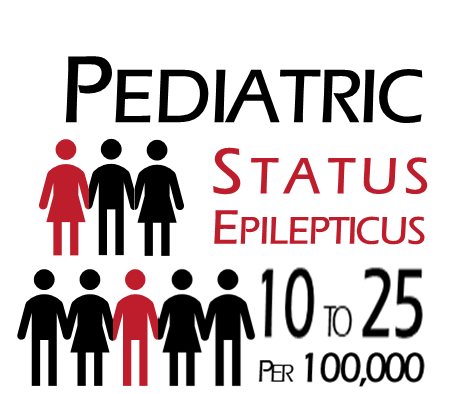 PEDIATRIC
STATUS
EPILEPTICUS
10 TO 25
PER 100,000